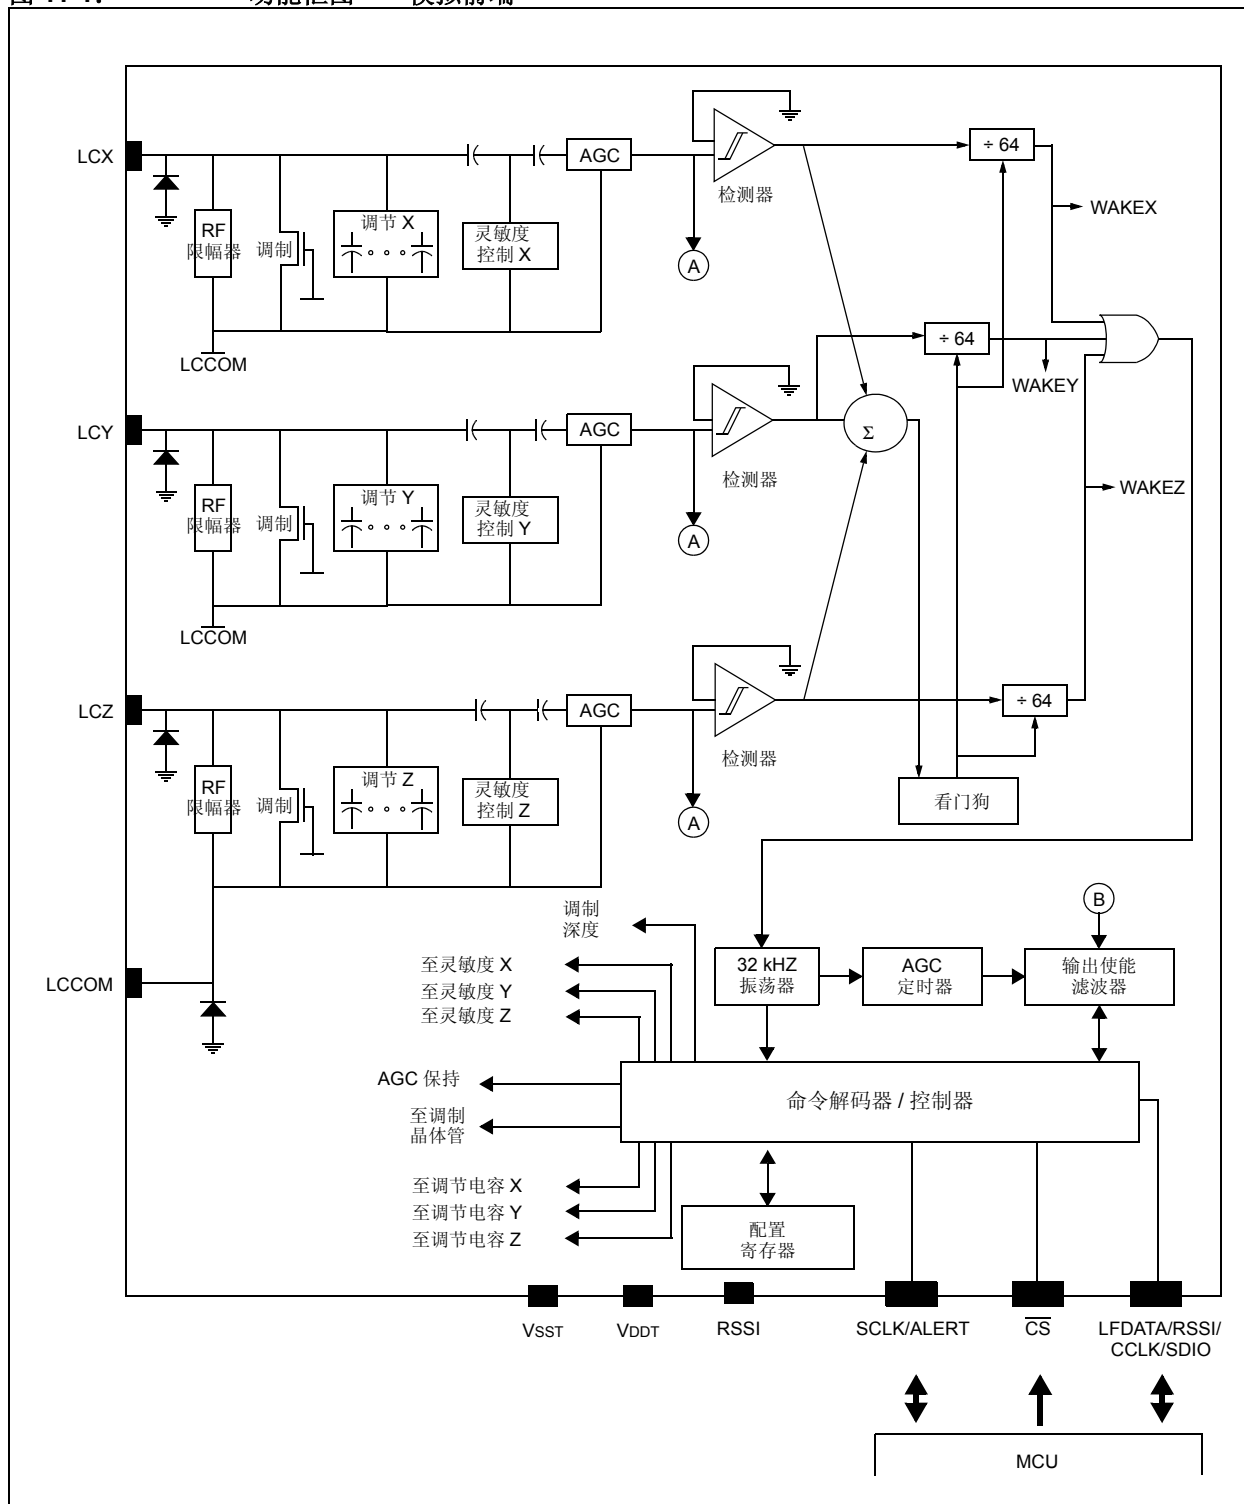 LCX
AGC
÷ 64
检测器
WAKEX
RF
限幅器
调制
调节 X
灵敏度
控制 X
A
LCCOM
÷ 64
WAKEY
LCY
AGC
Σ
检测器
WAKEZ
RF
限幅器
调制
调节 Y
灵敏度
控制 Y
A
LCCOM
LCZ
AGC
÷ 64
检测器
RF
限幅器
调制
调节 Z
灵敏度
控制 Z
A
看门狗
调制
深度
B
至灵敏度 X
至灵敏度 Y
至灵敏度 Z
32 kHZ
振荡器
AGC
定时器
输出使能
滤波器
LCCOM
AGC 保持
至调制
晶体管
命令解码器 / 控制器
至调节电容 X
至调节电容 Y
至调节电容 Z
配置
寄存器
VSST
VDDT
RSSI
SCLK/ALERT
CS
LFDATA/RSSI/
CCLK/SDIO
MCU